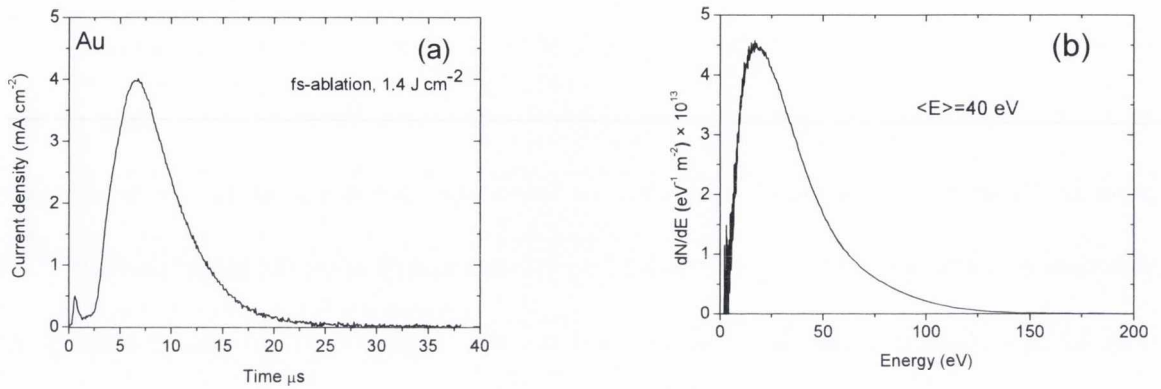 Au
(a)
fs-ablation, 1.4 J cm⁻²
Current density (mA cm⁻²)
5
4
3
2
1
0
0 5 10 15 20 25 30 35 40
Time μs
(b)
<E>=40 eV
dN/dE (eV⁻¹ m⁻²) × 10¹³
5
4
3
2
1
0
0 50 100 150 200
Energy (eV)